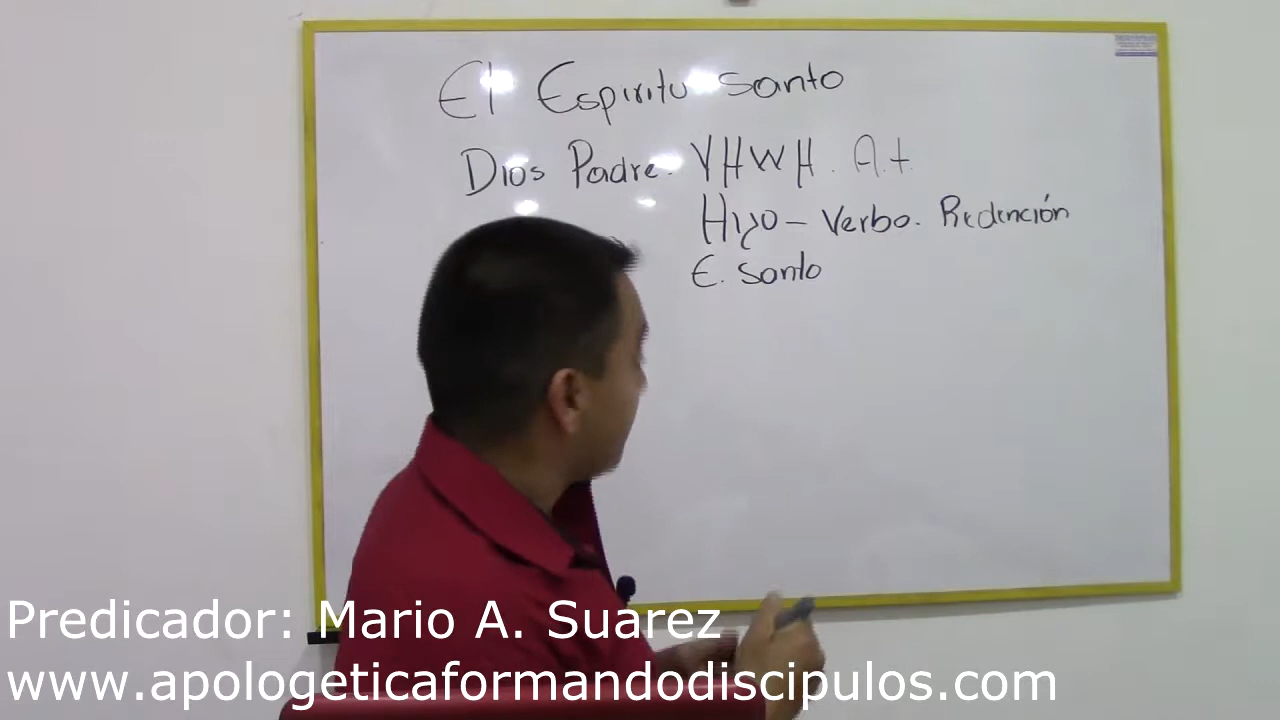 El Espiritu Santo
Dios Padre. YHWH. A.t.
Hijo - Verbo. Redención
E. Santo
Predicador: Mario A. Suarez
www.apologeticaformandodiscipulos.com